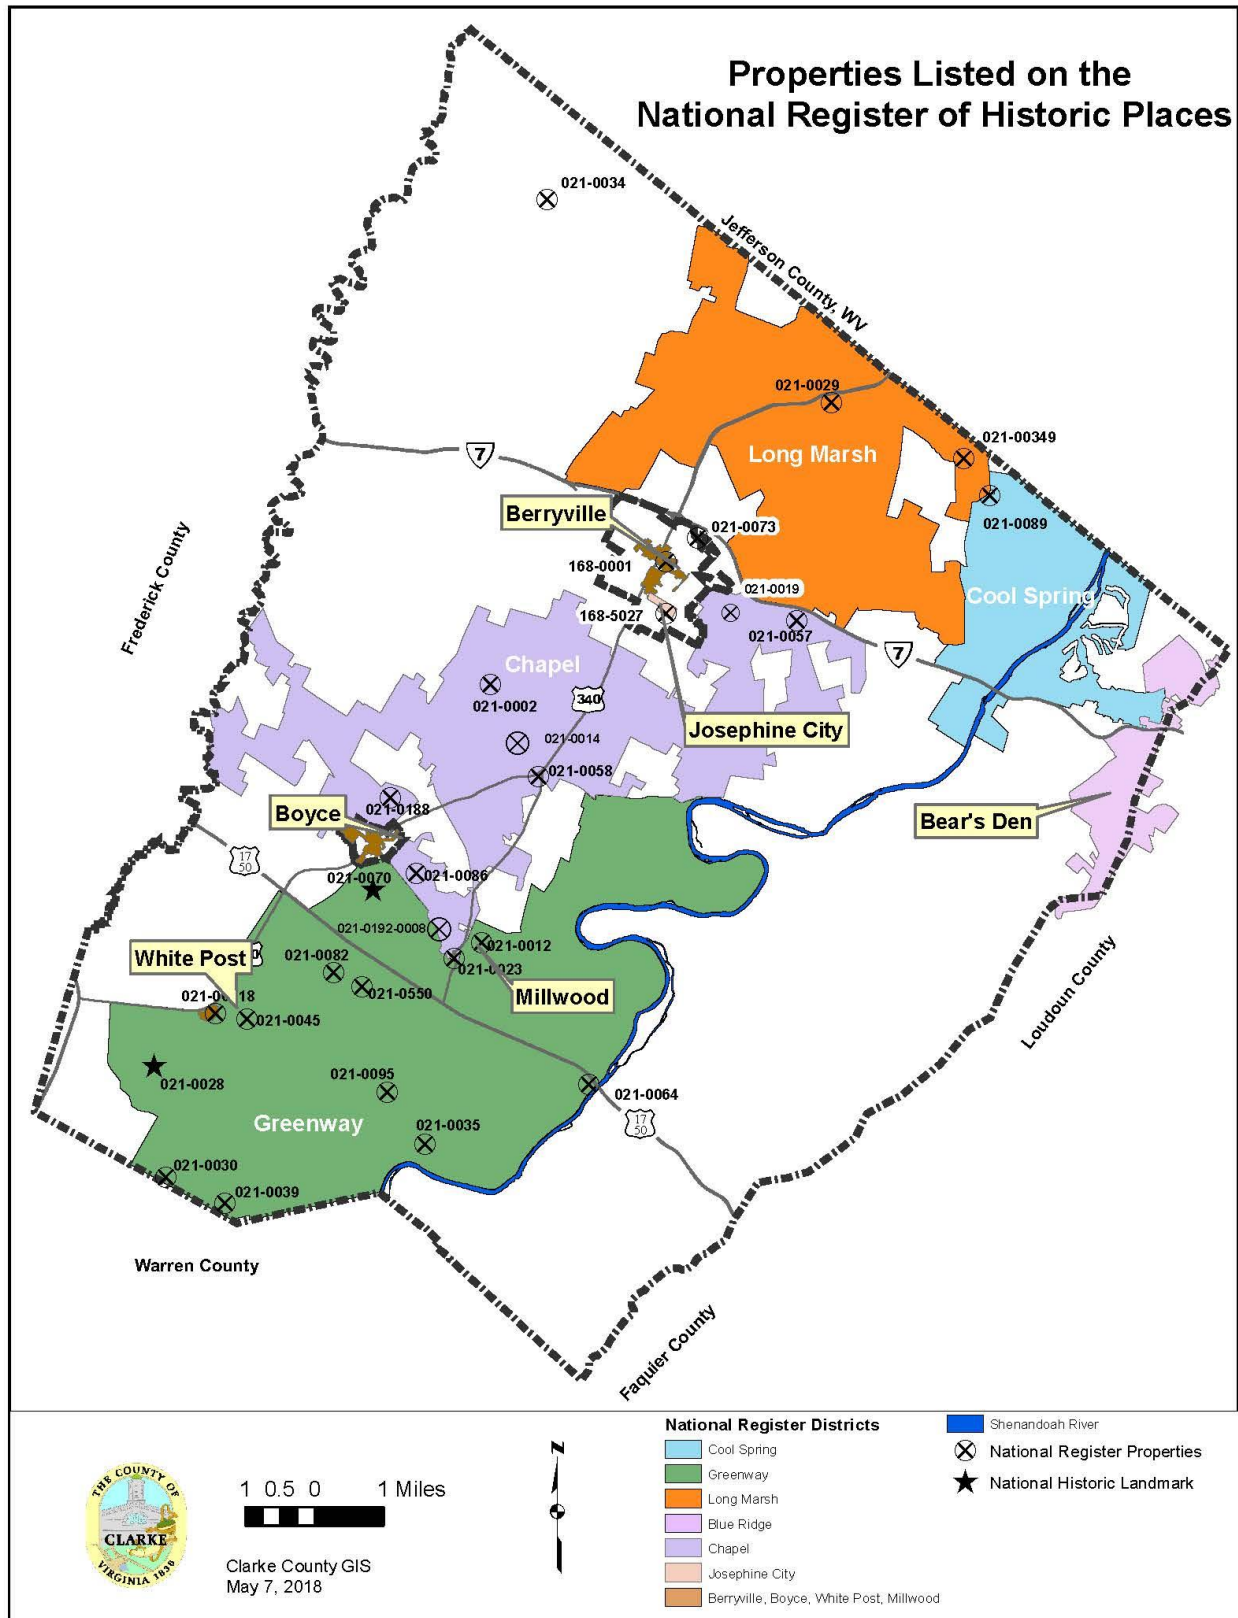 Properties Listed on the
National Register of Historic Places
021-0034
Jefferson County, WV
021-0029
021-00349
Long Marsh
7
Berryville
021-0089
021-0073
168-0001
021-0019
Cool Spring
168-5027
021-0057
Frederick County
7
Chapel
340
021-0002
Josephine City
021-0014
021-0058
021-0188
Boyce
Bear's Den
17
50
021-0070
021-0086
021-0192-0008
021-0012
White Post
021-0082
021-0023
021-0550
Millwood
021-0045
Loudoun County
021-0028
021-0095
021-0064
17
50
Greenway
021-0035
021-0030
021-0039
Warren County
Faquier County
THE COUNTY OF
CLARKE
VIRGINIA 1836
1 0.5 0 1 Miles
Clarke County GIS
May 7, 2018
N
National Register Districts
Cool Spring
Greenway
Long Marsh
Blue Ridge
Chapel
Josephine City
Berryville, Boyce, White Post, Millwood
Shenandoah River
National Register Properties
National Historic Landmark